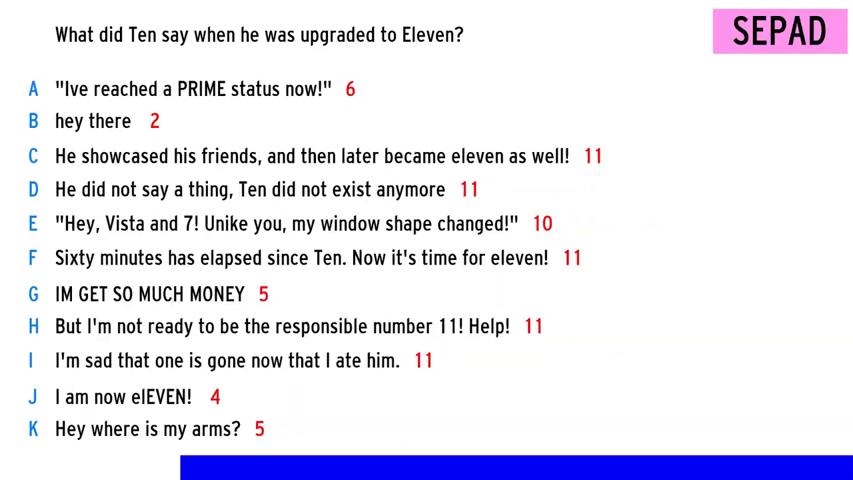 What did Ten say when he was upgraded to Eleven?
SEPAD
A "Ive reached a PRIME status now!" 6
B hey there 2
C He showcased his friends, and then later became eleven as well! 11
D He did not say a thing, Ten did not exist anymore 11
E "Hey, Vista and 7! Unike you, my window shape changed!" 10
F Sixty minutes has elapsed since Ten. Now it's time for eleven! 11
G IM GET SO MUCH MONEY 5
H But I'm not ready to be the responsible number 11! Help! 11
I I'm sad that one is gone now that I ate him. 11
J I am now elEVEN! 4
K Hey where is my arms? 5